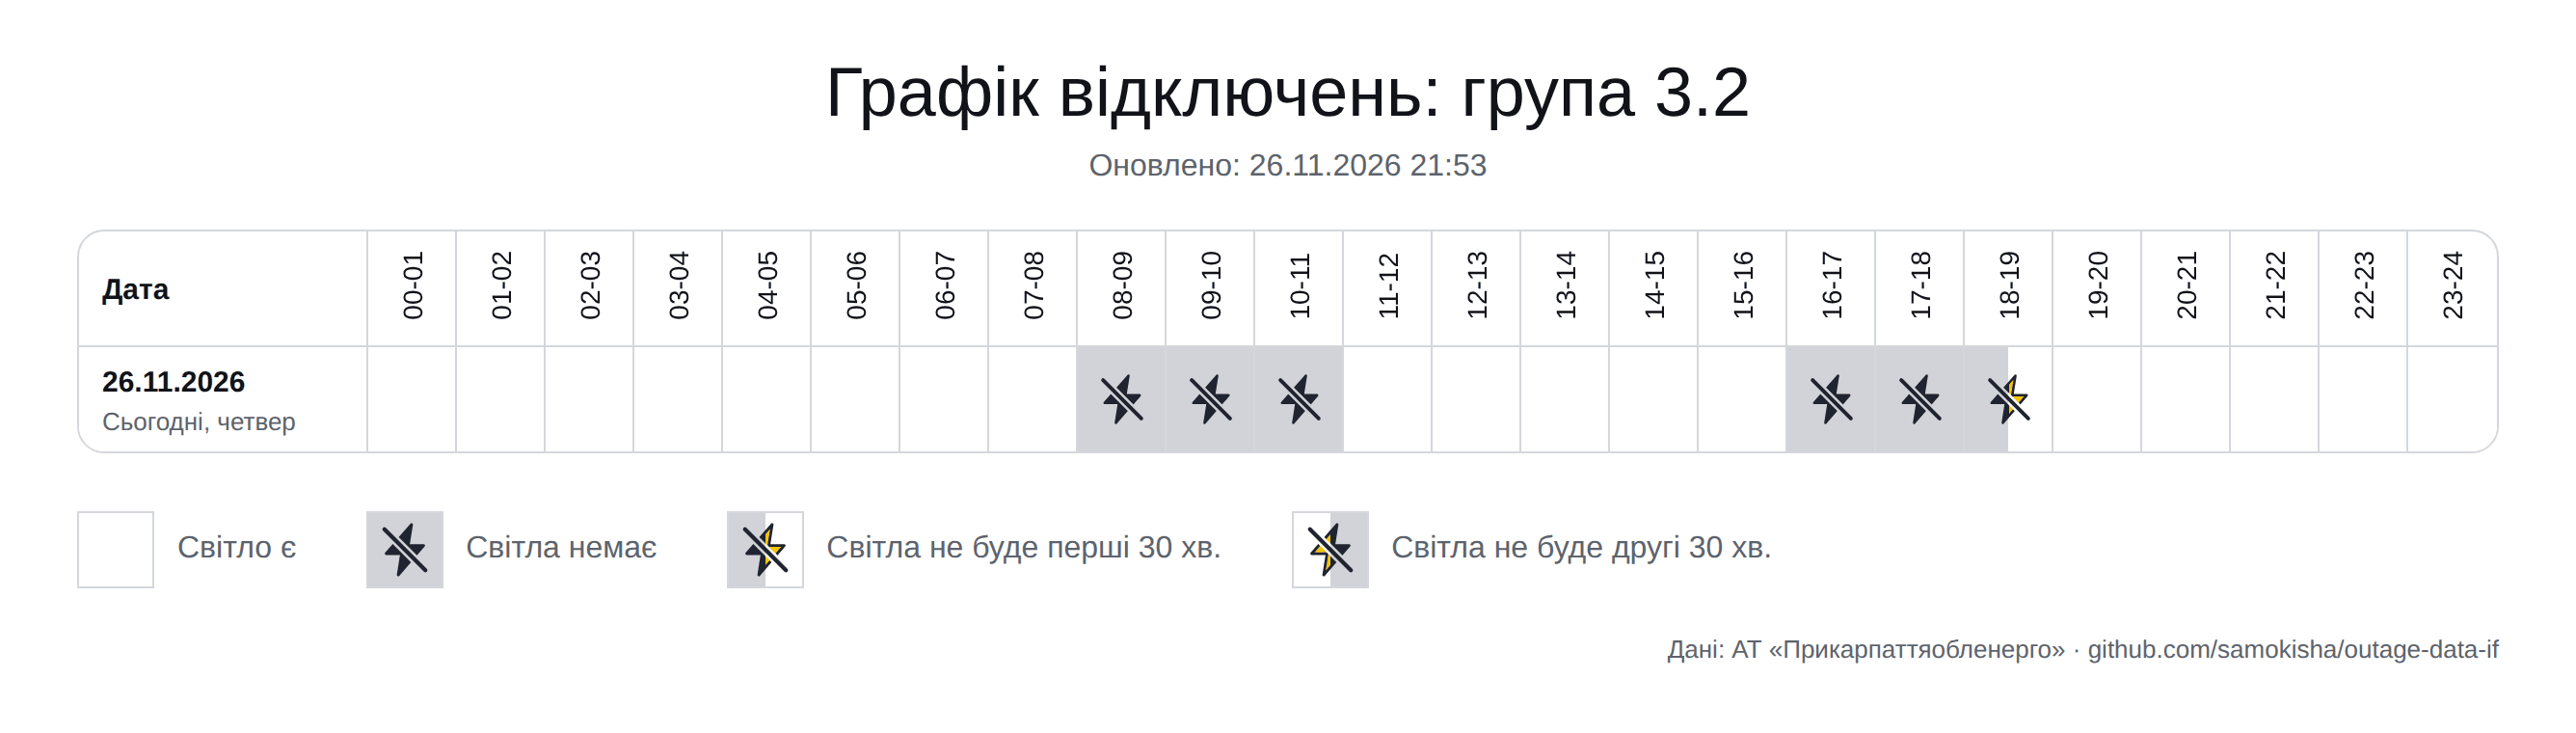 Графік відключень: група 3.2
Оновлено: 26.11.2026 21:53
Дата 00-01 01-02 02-03 03-04 04-05 05-06 06-07 07-08 08-09 09-10 10-11 11-12 12-13 13-14 14-15 15-16 16-17 17-18 18-19 19-20 20-21 21-22 22-23 23-24
26.11.2026
Сьогодні, четвер
Світло є Світла немає Світла не буде перші 30 хв. Світла не буде другі 30 хв.
Дані: АТ «Прикарпаттяобленерго» · github.com/samokisha/outage-data-if